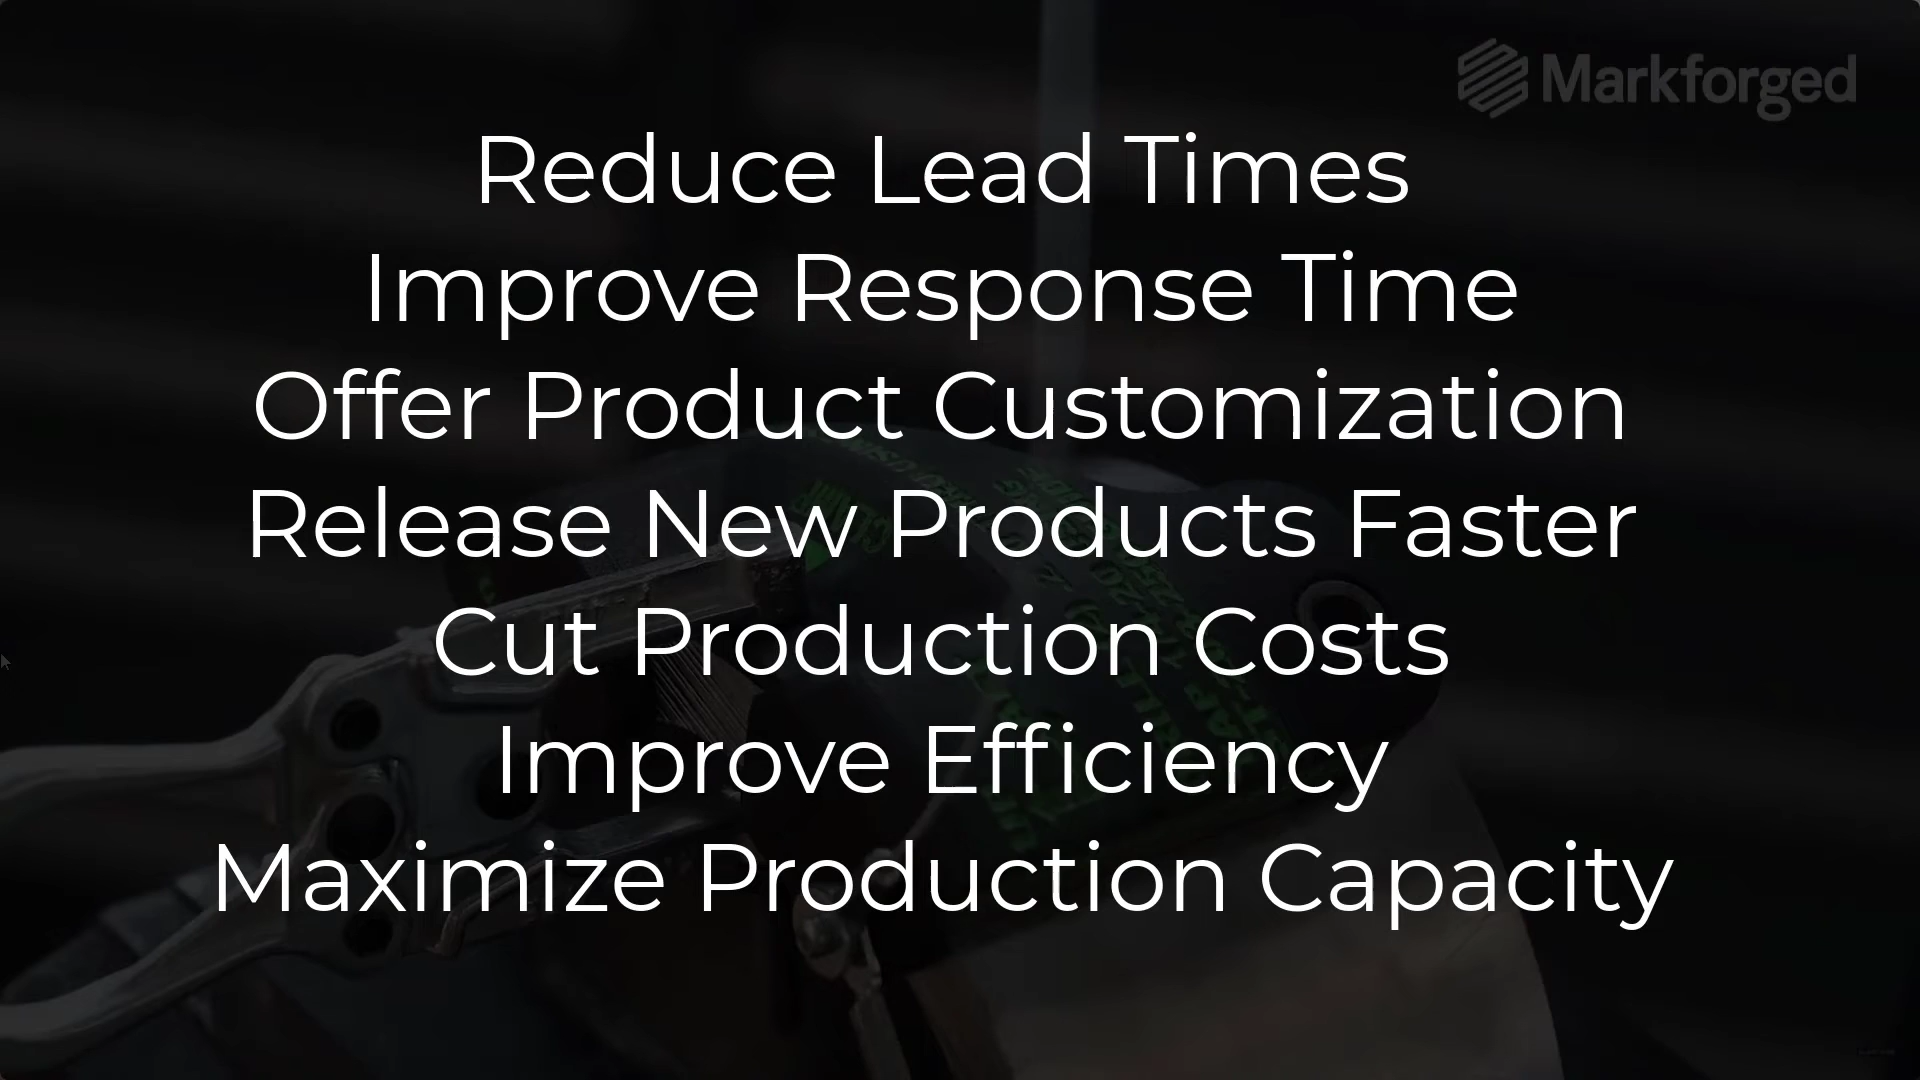 Markforged
Reduce Lead Times
Improve Response Time
Offer Product Customization
Release New Products Faster
Cut Production Costs
Improve Efficiency
Maximize Production Capacity